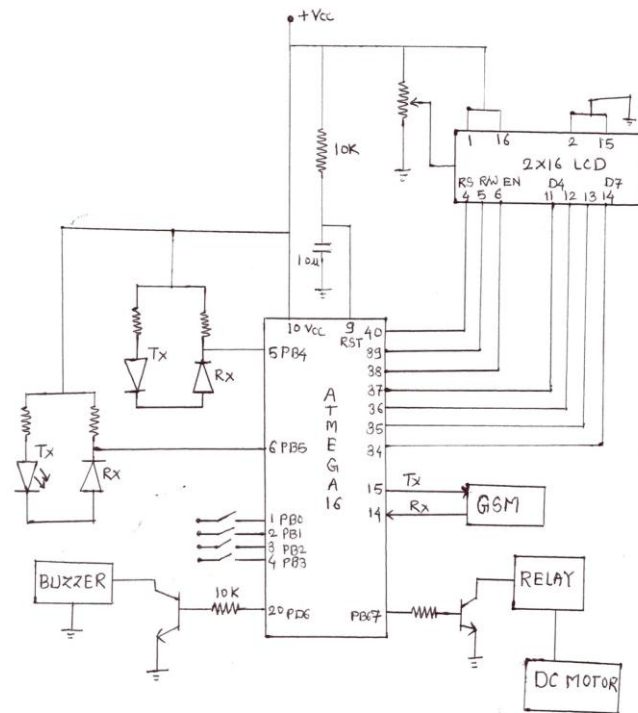 +Vcc
10K
10u
1 16 2 15
2X16 LCD
RS R/W EN D4 D7
4 5 6 11 12 13 14
10 VCC 9
RST
40
39
38
37
36
35
34
5 PB4
Tx
Rx
6 PB5
Tx
Rx
ATMEGA
16
15 Tx
14 Rx
GSM
1 PB0
2 PB1
3 PB2
4 PB3
BUZZER
10K
20 PD6
PB67
RELAY
DC MOTOR